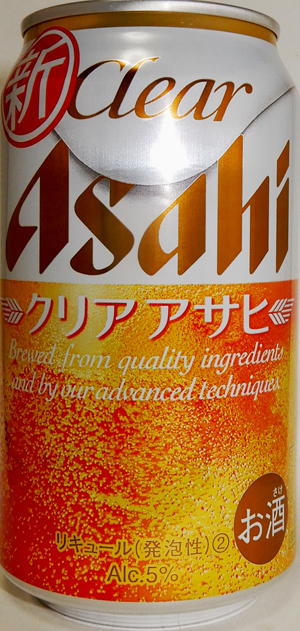 新
Clear
Asahi
クリアアサヒ
Brewed from quality ingredients
and by our advanced techniques.
さけ
お酒
リキュール(発泡性)②
Alc.5%